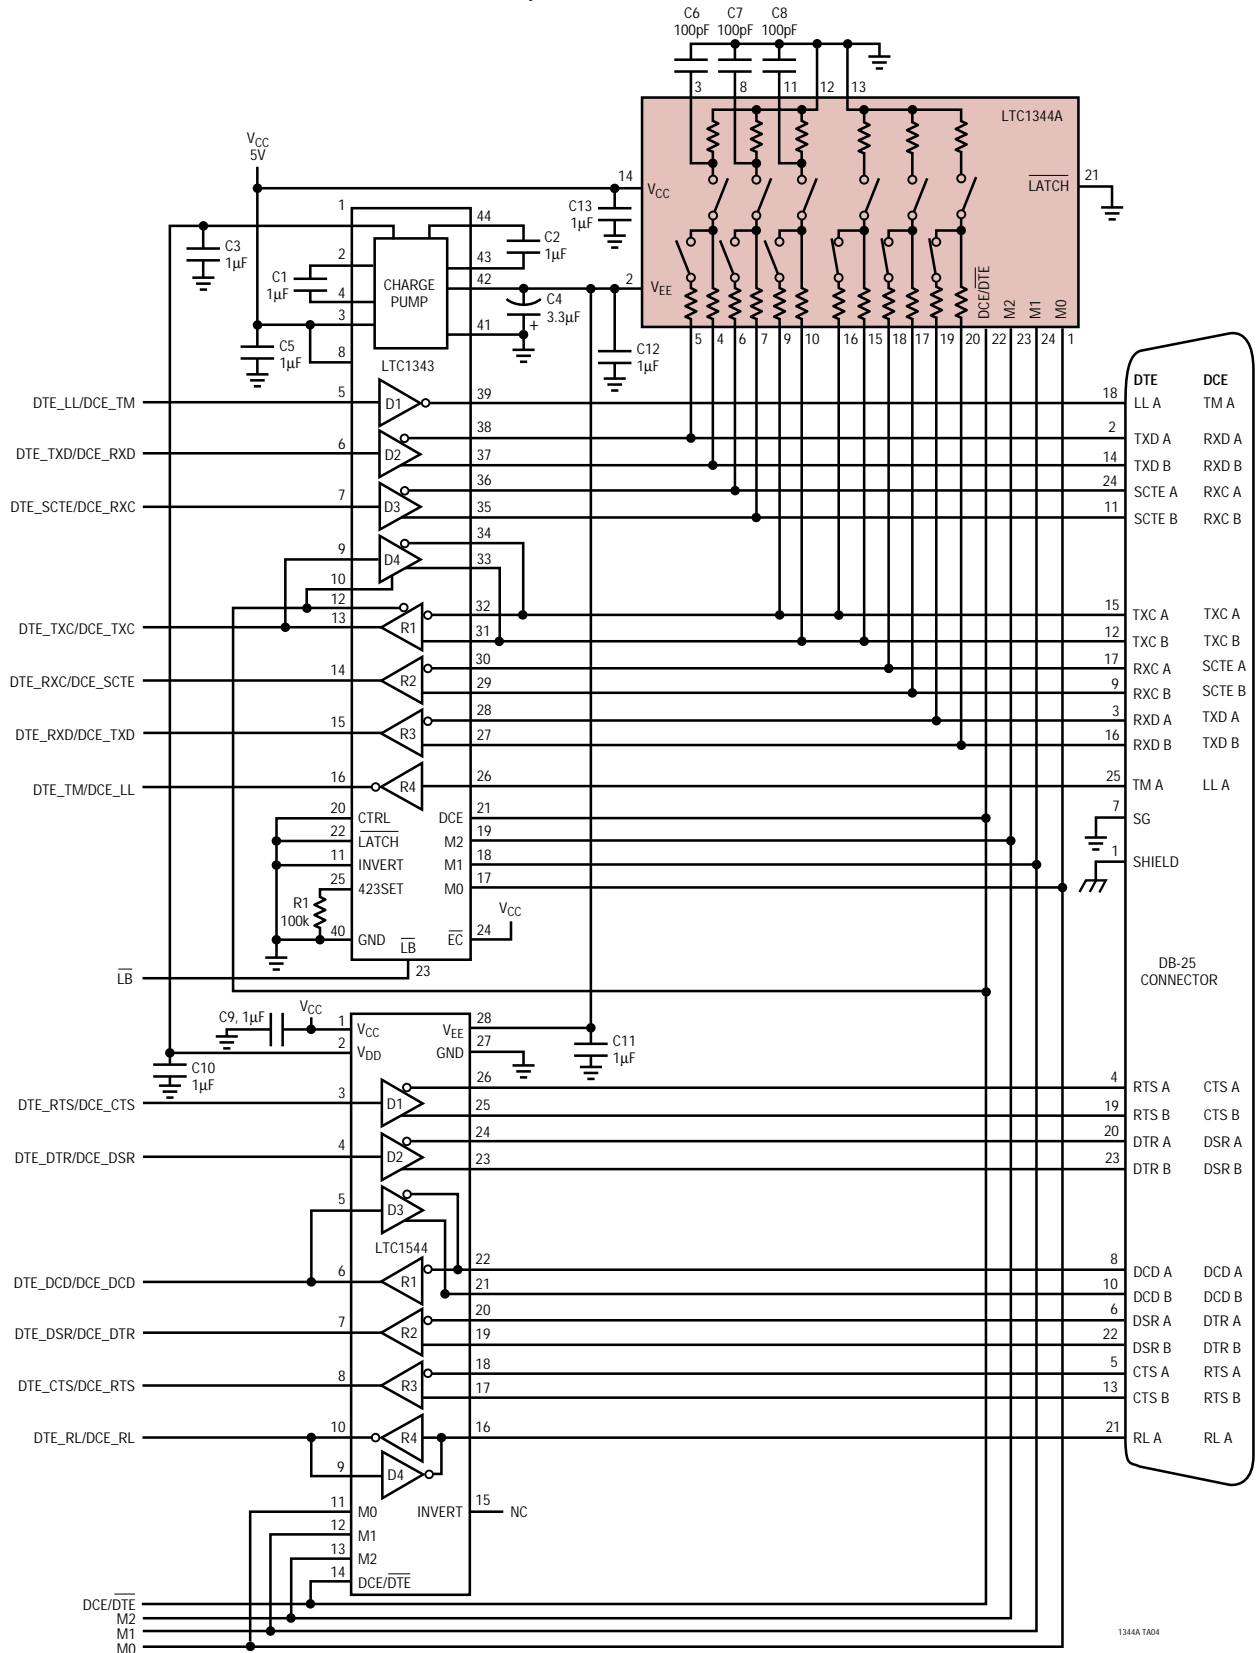 C6 C7 C8
100pF 100pF 100pF
3 8 11 12 13
LTC1344A
VCC
5V
14
VCC
LATCH
21
C13
1µF
1
44
C3
1µF
C2
1µF
2
43
C1
1µF
CHARGE
PUMP
42
2
VEE
4
C4
3.3µF
+
3
41
DCE/DTE
M2
M1
M0
C5
1µF
C12
1µF
8
LTC1343
5 4 6 7 9 10 16 15 18 17 19 20 22 23 24 1
DTE DCE
DTE_LL/DCE_TM 5 D1 39 18 LL A TM A
38 2 TXD A RXD A
DTE_TXD/DCE_RXD 6 D2 37 14 TXD B RXD B
36 24 SCTE A RXC A
DTE_SCTE/DCE_RXC 7 D3 35 11 SCTE B RXC B
34
9 D4 33
10
12 32 15 TXC A TXC A
DTE_TXC/DCE_TXC 13 R1 31 12 TXC B TXC B
30 17 RXC A SCTE A
DTE_RXC/DCE_SCTE 14 R2 29 9 RXC B SCTE B
28 3 RXD A TXD A
DTE_RXD/DCE_TXD 15 R3 27 16 RXD B TXD B
DTE_TM/DCE_LL 16 R4 26 25 TM A LL A
20 CTRL DCE 21 7 SG
22 LATCH M2 19
11 INVERT M1 18 1 SHIELD
25 423SET M0 17
R1
100k
VCC
40 GND LB EC 24
LB 23
DB-25
CONNECTOR
C9, 1µF VCC 1 VCC VEE 28
2 VDD GND 27
C11
1µF
C10
1µF
26 4 RTS A CTS A
DTE_RTS/DCE_CTS 3 D1 25 19 RTS B CTS B
24 20 DTR A DSR A
DTE_DTR/DCE_DSR 4 D2 23 23 DTR B DSR B
5 D3
LTC1544
22 8 DCD A DCD A
DTE_DCD/DCE_DCD 6 R1 21 10 DCD B DCD B
20 6 DSR A DTR A
DTE_DSR/DCE_DTR 7 R2 19 22 DSR B DTR B
18 5 CTS A RTS A
DTE_CTS/DCE_RTS 8 R3 17 13 CTS B RTS B
DTE_RL/DCE_RL 10 R4 16 21 RL A RL A
9 D4
11 M0 INVERT 15 NC
12 M1
13 M2
14 DCE/DTE
DCE/DTE
M2
M1
M0
1344A TA04